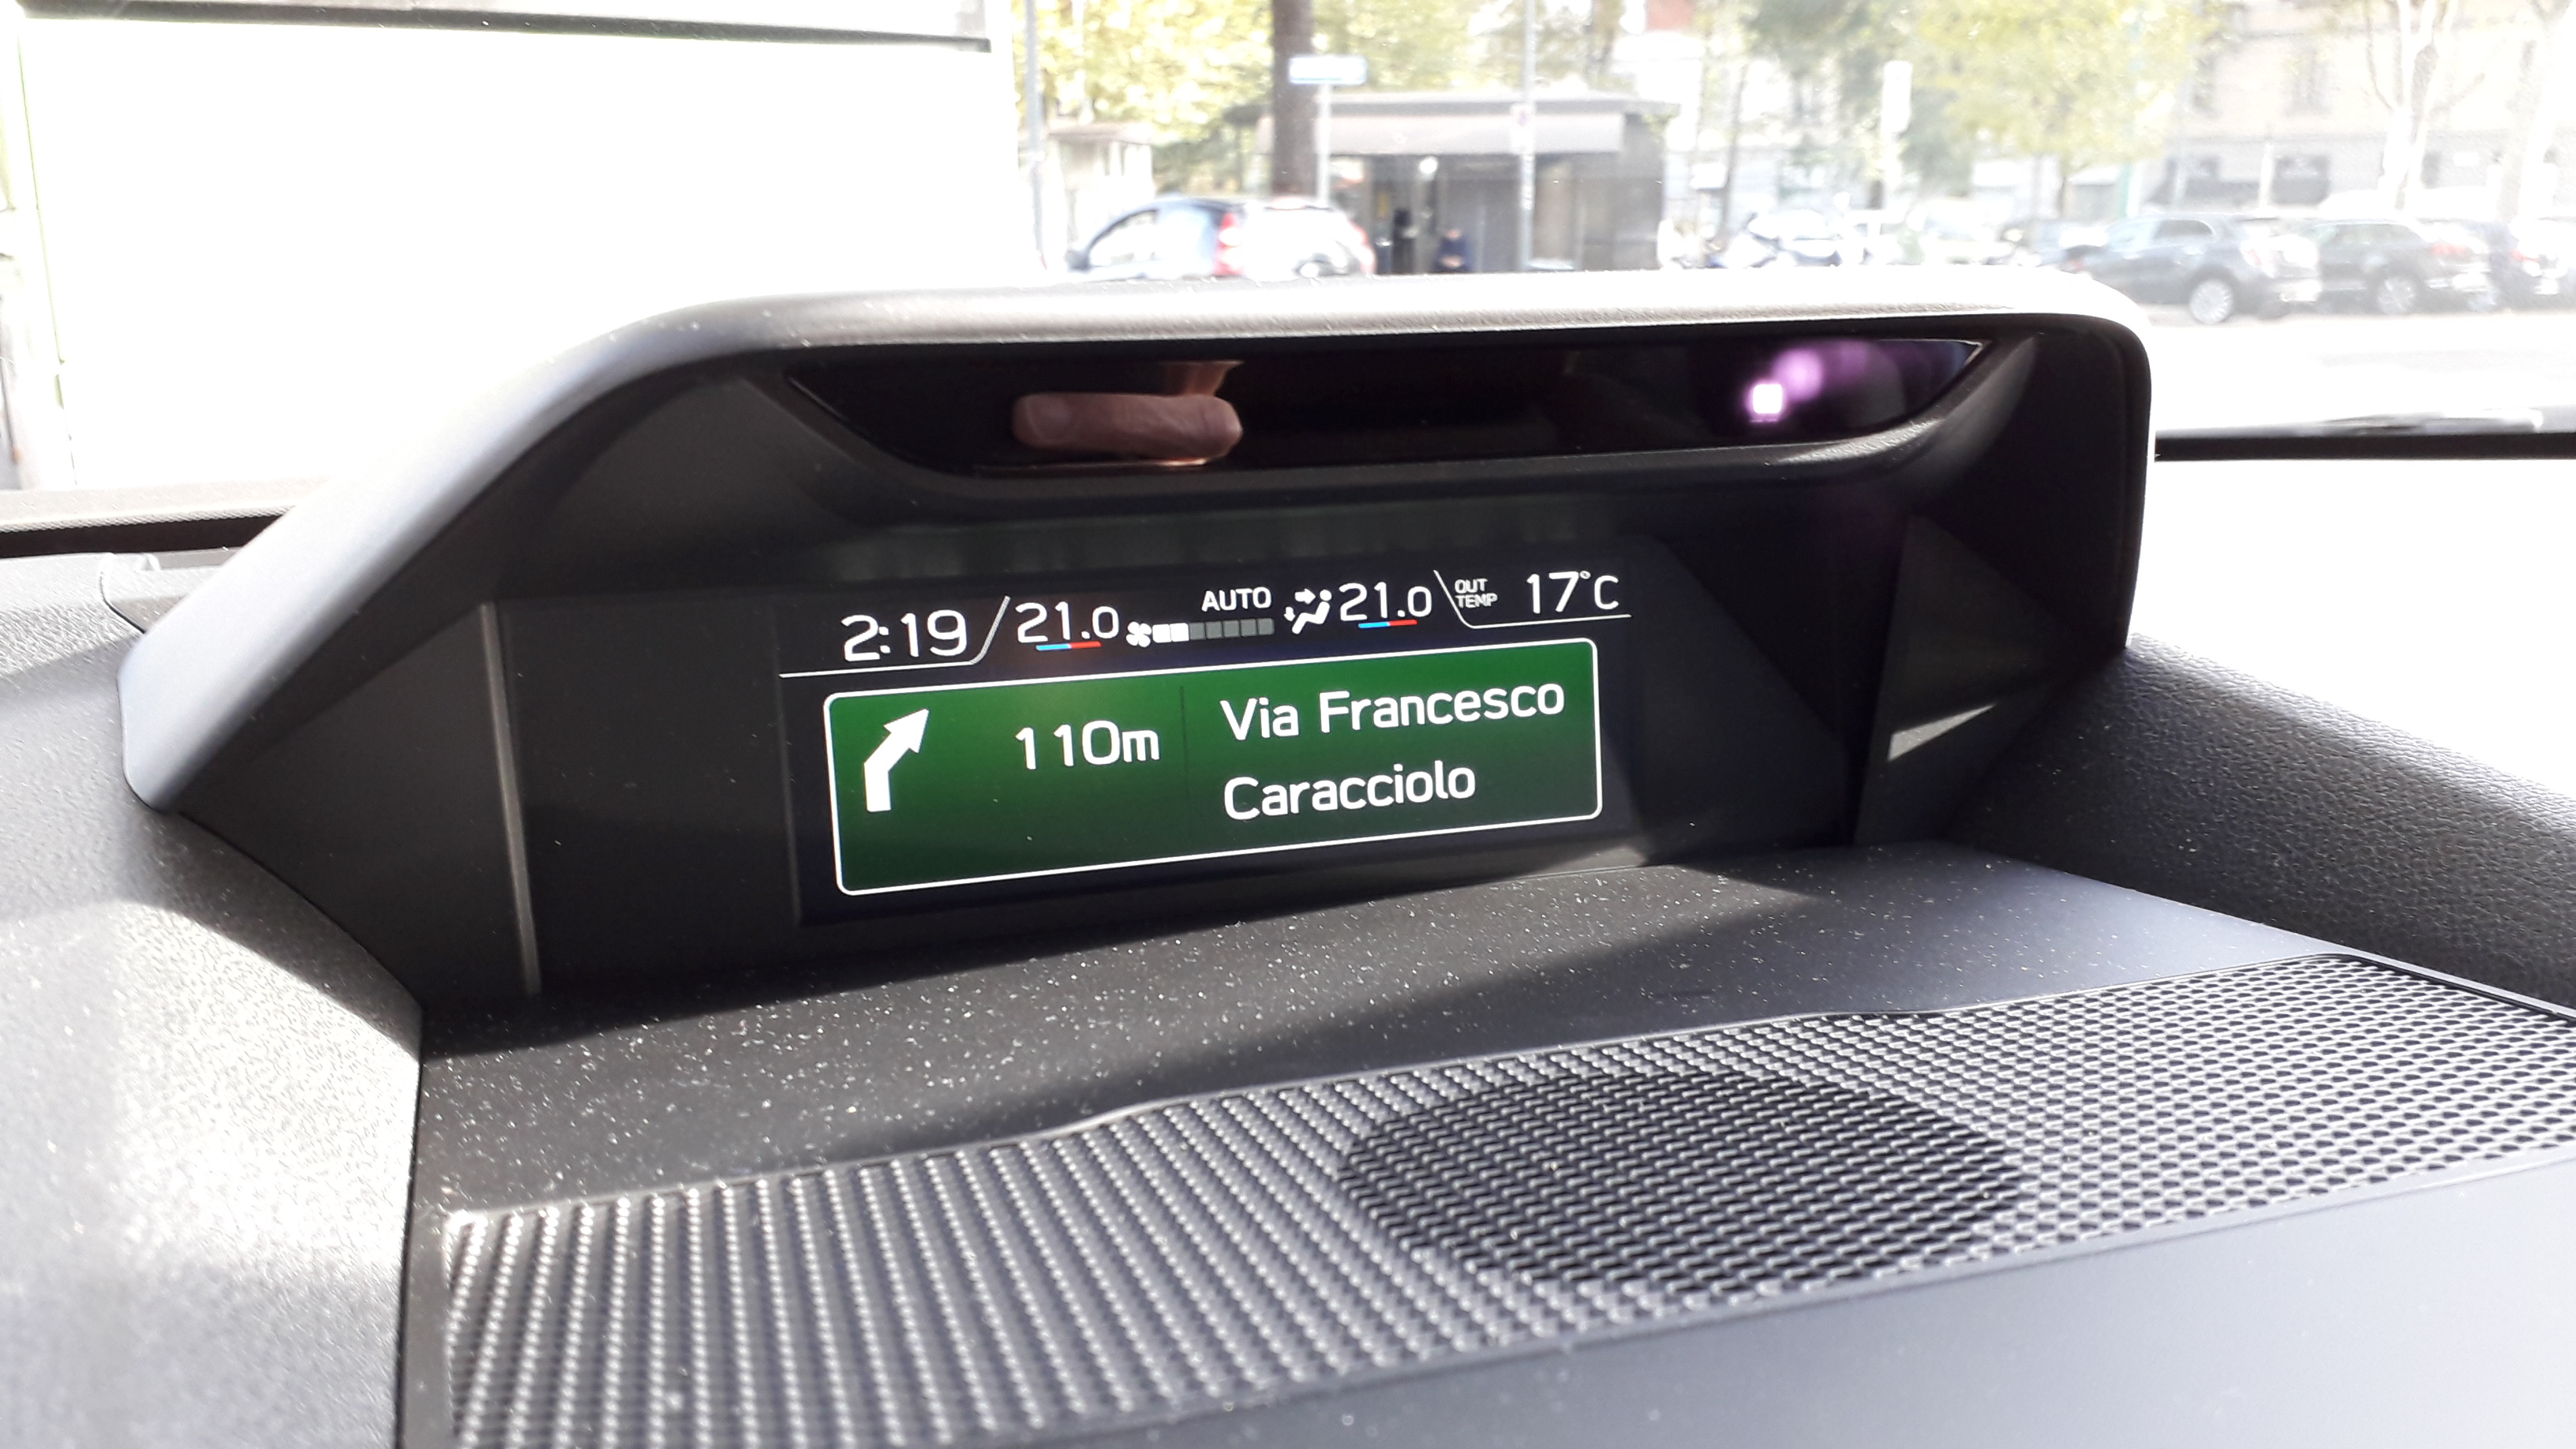 2:19 21.0 AUTO 21.0 OUT TEMP 17°C
110m Via Francesco
Caracciolo